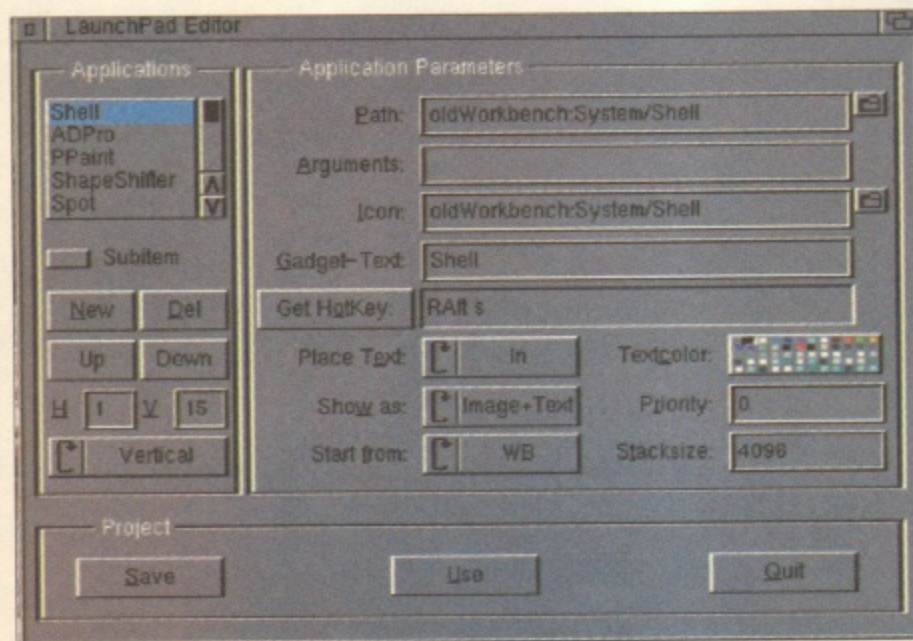 LaunchPad Editor
Applications
Shell
ADPro
PPaint
ShapeShifter
Spot
Subitem
New Del
Up Down
H 1 V 15
Vertical
Application Parameters
Path: oldWorkbench:System/Shell
Arguments:
Icon: oldWorkbench:System/Shell
Gadget-Text: Shell
Get HotKey: RAlt s
Place Text: In Textcolor:
Show as: Image+Text Priority: 0
Start from: WB Stacksize: 4096
Project
Save Use Quit